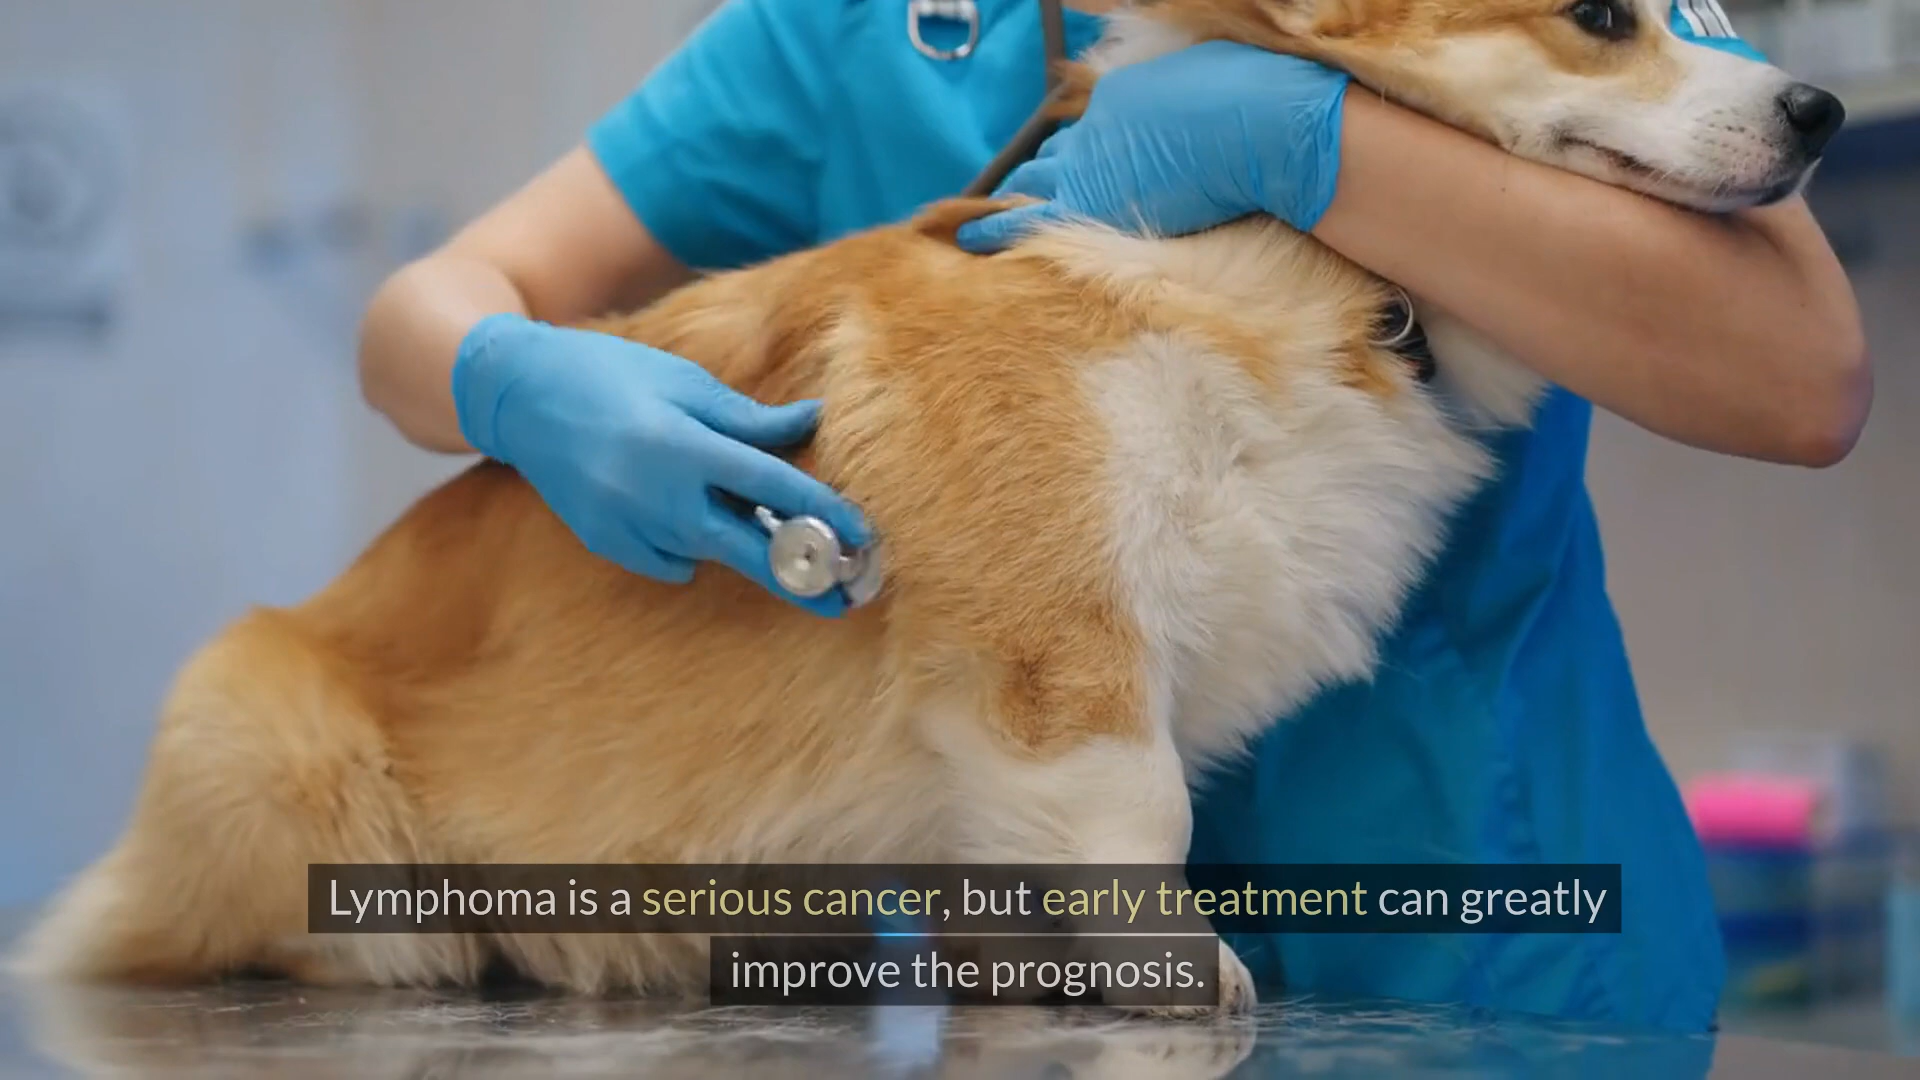 Lymphoma is a serious cancer, but early treatment can greatly
improve the prognosis.